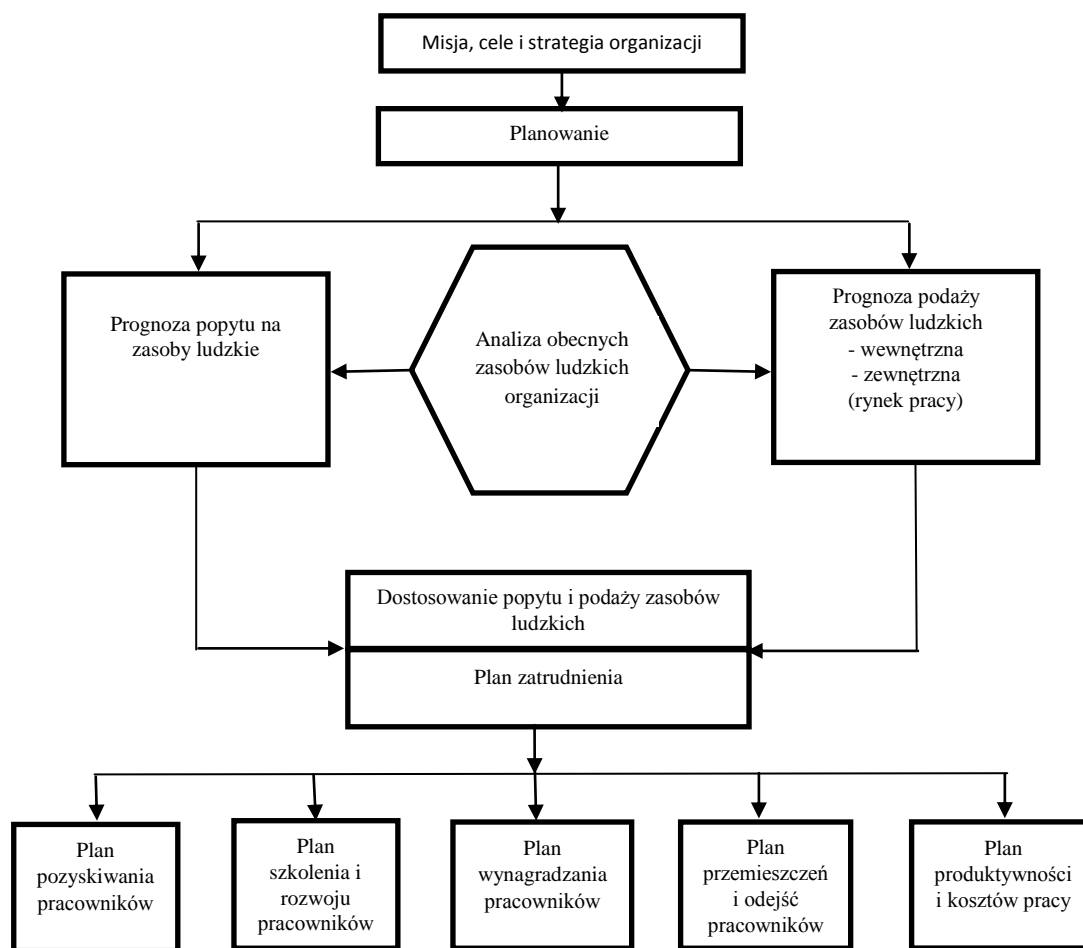 Misja, cele i strategia organizacji
Planowanie
Prognoza popytu na
zasoby ludzkie
Analiza obecnych
zasobów ludzkich
organizacji
Prognoza podaży
zasobów ludzkich
- wewnętrzna
- zewnętrzna
(rynek pracy)
Dostosowanie popytu i podaży zasobów
ludzkich
Plan zatrudnienia
Plan
pozyskiwania
pracowników
Plan
szkolenia i
rozwoju
pracowników
Plan
wynagradzania
pracowników
Plan
przemieszczeń
i odejść
pracowników
Plan
produktywności
i kosztów pracy